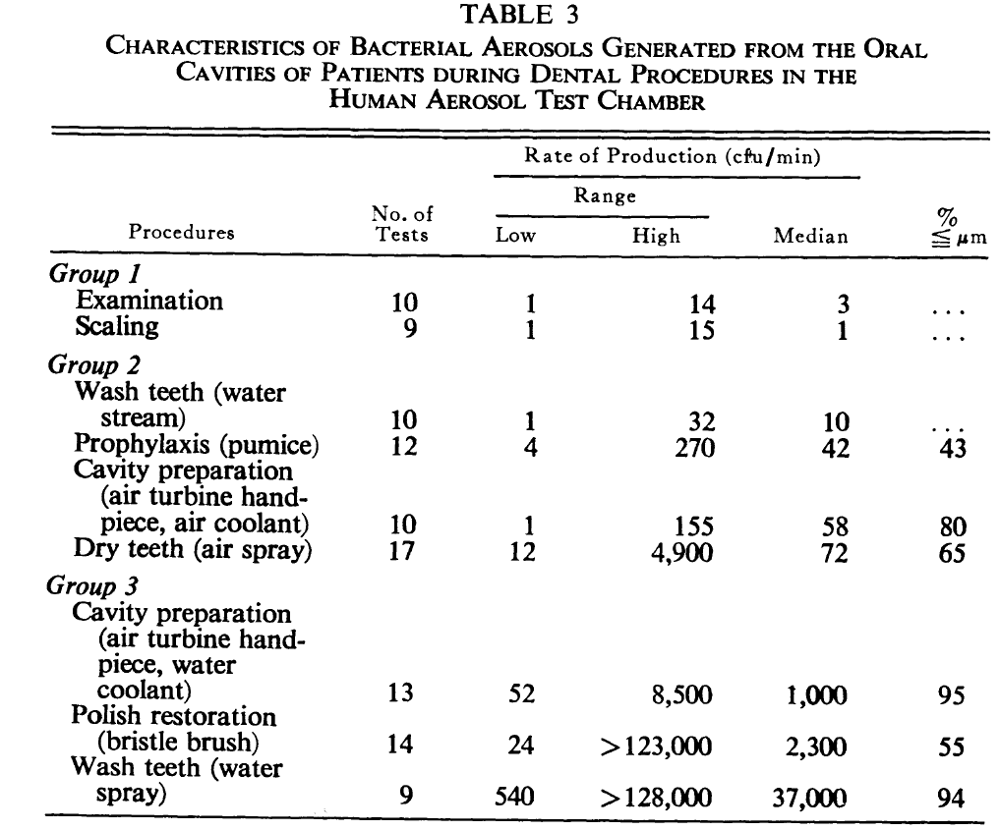 TABLE 3
CHARACTERISTICS OF BACTERIAL AEROSOLS GENERATED FROM THE ORAL
CAVITIES OF PATIENTS DURING DENTAL PROCEDURES IN THE
HUMAN AEROSOL TEST CHAMBER
Rate of Production (cfu/min)
Range
No. of %
Procedures Tests Low High Median ≦ μm
Group 1
Examination 10 1 14 3 ...
Scaling 9 1 15 1 ...
Group 2
Wash teeth (water
stream) 10 1 32 10 ...
Prophylaxis (pumice) 12 4 270 42 43
Cavity preparation
(air turbine hand-
piece, air coolant) 10 1 155 58 80
Dry teeth (air spray) 17 12 4,900 72 65
Group 3
Cavity preparation
(air turbine hand-
piece, water
coolant) 13 52 8,500 1,000 95
Polish restoration
(bristle brush) 14 24 >123,000 2,300 55
Wash teeth (water
spray) 9 540 >128,000 37,000 94